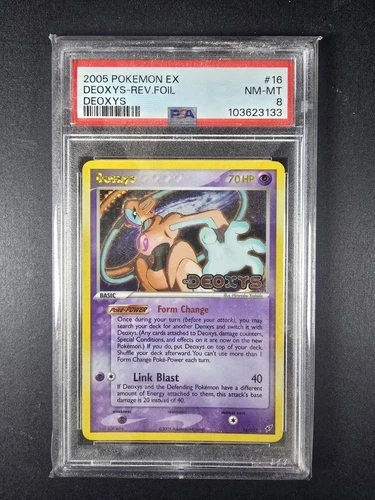 2005 POKEMON EX #16
DEOXYS-REV.FOIL NM-MT
DEOXYS PSA 8
103623133
Deoxys 70 HP
DEOXYS
BASIC
Poké-POWER Form Change
Once during your turn (before your attack), you may
search your deck for another Deoxys and switch it with
Deoxys. (Any cards attached to Deoxys, damage counters,
Special Conditions, and effects on it are now on the new
Pokémon.) If you do, put Deoxys on top of your deck.
Shuffle your deck afterward. You can't use more than 1
Form Change Poké-Power each turn.
Link Blast 40
If Deoxys and the Defending Pokémon have a different
amount of Energy attached to them, this attack's base
damage is 20 instead of 40.